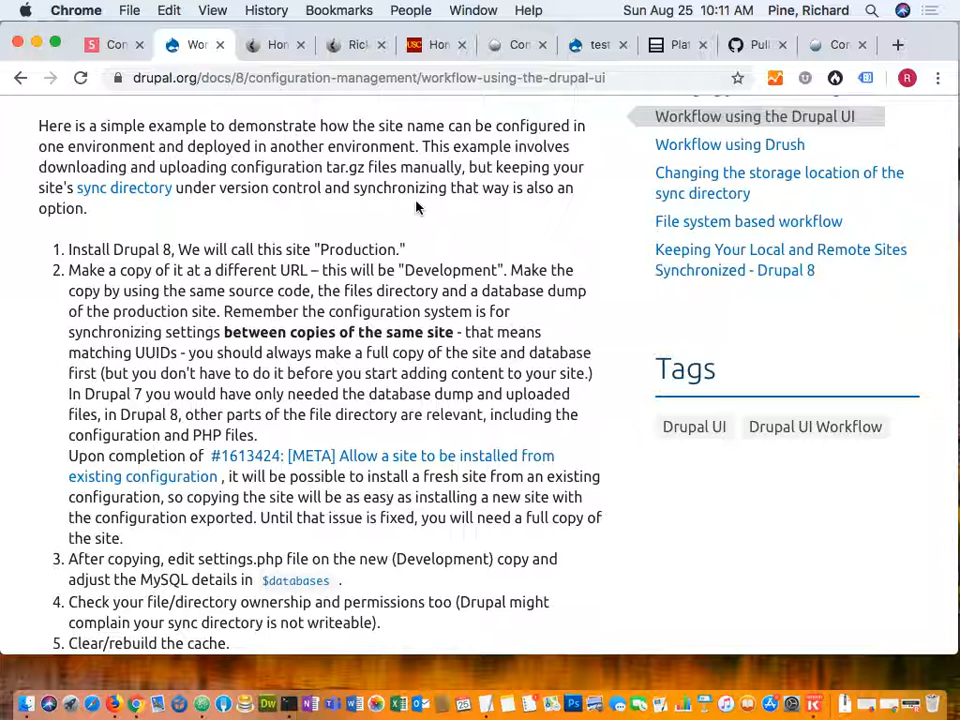 Chrome File Edit View History Bookmarks People Window Help Sun Aug 25 10:11 AM Pine, Richard
Con Wor Hon Rick Hon Con test Plat Pull Con
drupal.org/docs/8/configuration-management/workflow-using-the-drupal-ui
Here is a simple example to demonstrate how the site name can be configured in
one environment and deployed in another environment. This example involves
downloading and uploading configuration tar.gz files manually, but keeping your
site's sync directory under version control and synchronizing that way is also an
option.
1. Install Drupal 8, We will call this site "Production."
2. Make a copy of it at a different URL – this will be "Development". Make the
copy by using the same source code, the files directory and a database dump
of the production site. Remember the configuration system is for
synchronizing settings between copies of the same site - that means
matching UUIDs - you should always make a full copy of the site and database
first (but you don't have to do it before you start adding content to your site.)
In Drupal 7 you would have only needed the database dump and uploaded
files, in Drupal 8, other parts of the file directory are relevant, including the
configuration and PHP files.
Upon completion of #1613424: [META] Allow a site to be installed from
existing configuration , it will be possible to install a fresh site from an existing
configuration, so copying the site will be as easy as installing a new site with
the configuration exported. Until that issue is fixed, you will need a full copy of
the site.
3. After copying, edit settings.php file on the new (Development) copy and
adjust the MySQL details in $databases .
4. Check your file/directory ownership and permissions too (Drupal might
complain your sync directory is not writeable).
5. Clear/rebuild the cache.
Workflow using the Drupal UI
Workflow using Drush
Changing the storage location of the
sync directory
File system based workflow
Keeping Your Local and Remote Sites
Synchronized - Drupal 8
Tags
Drupal UI Drupal UI Workflow